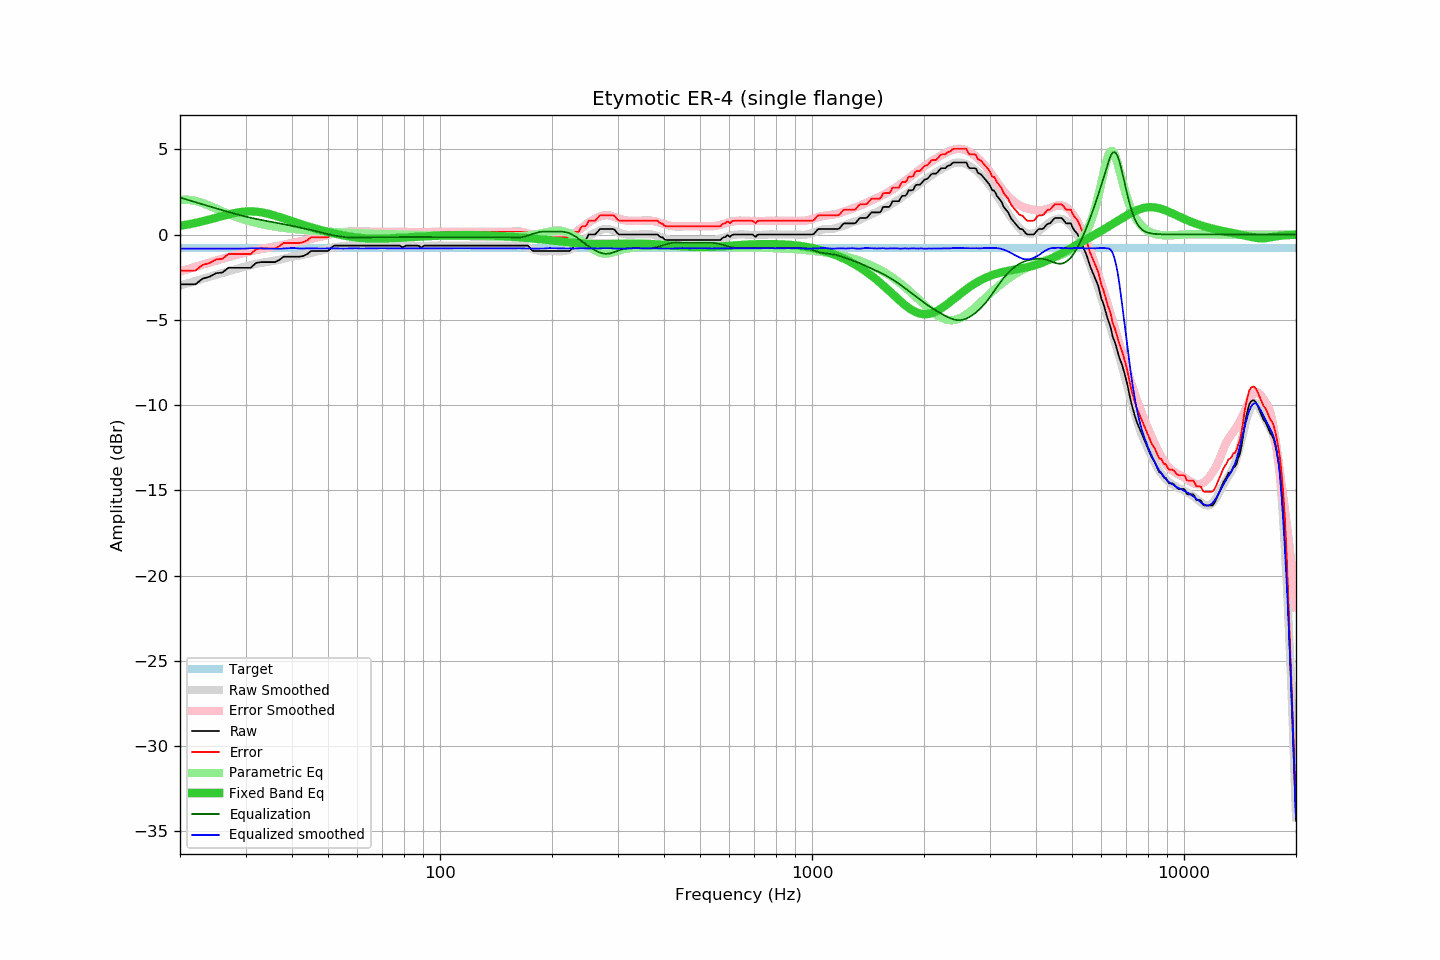 Etymotic ER-4 (single flange)
5
0
−5
−10
−15
−20
−25
−30
−35
Amplitude (dBr)
Target
Raw Smoothed
Error Smoothed
Raw
Error
Parametric Eq
Fixed Band Eq
Equalization
Equalized smoothed
100
1000
10000
Frequency (Hz)